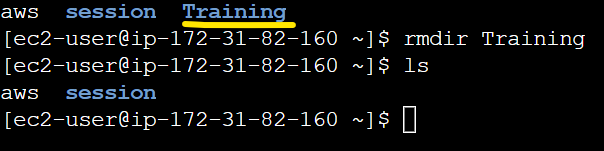 aws  session  Training
[ec2-user@ip-172-31-82-160 ~]$ rmdir Training
[ec2-user@ip-172-31-82-160 ~]$ ls
aws  session
[ec2-user@ip-172-31-82-160 ~]$